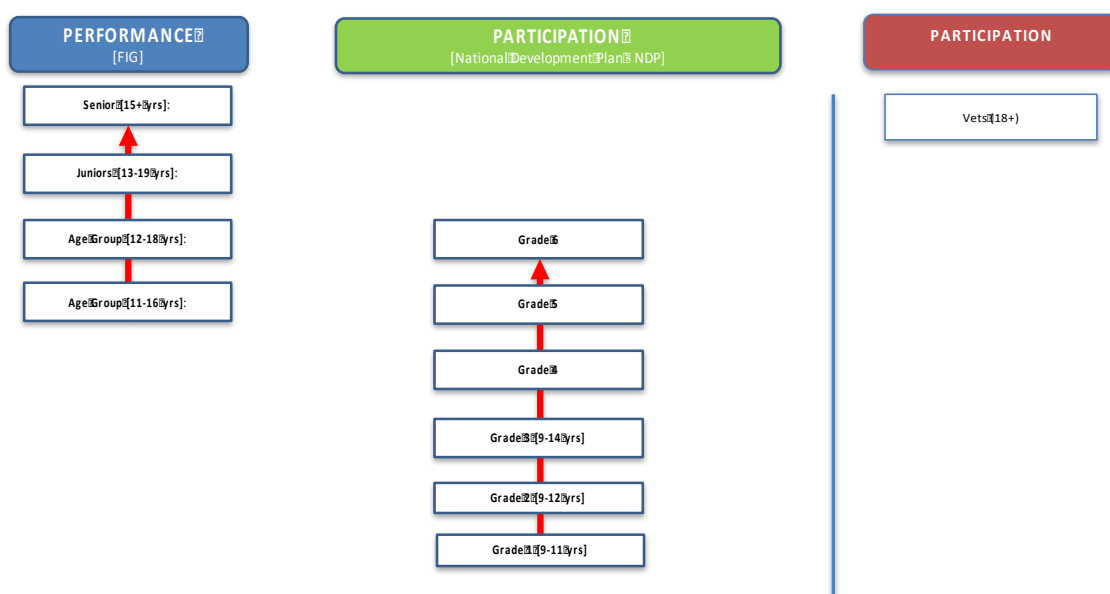 PERFORMANCE⍰
[FIG]
Senior⍰[15+⍰yrs]:
Juniors⍰[13-19⍰yrs]:
Age⍰Group⍰[12-18⍰yrs]:
Age⍰Group⍰[11-16⍰yrs]:
PARTICIPATION⍰
[National⍰Development⍰Plan⍰ NDP]
Grade⍰6
Grade⍰5
Grade⍰4
Grade⍰3⍰[9-14⍰yrs]
Grade⍰2⍰[9-12⍰yrs]
Grade⍰1⍰[9-11⍰yrs]
PARTICIPATION
Vets⍰(18+)